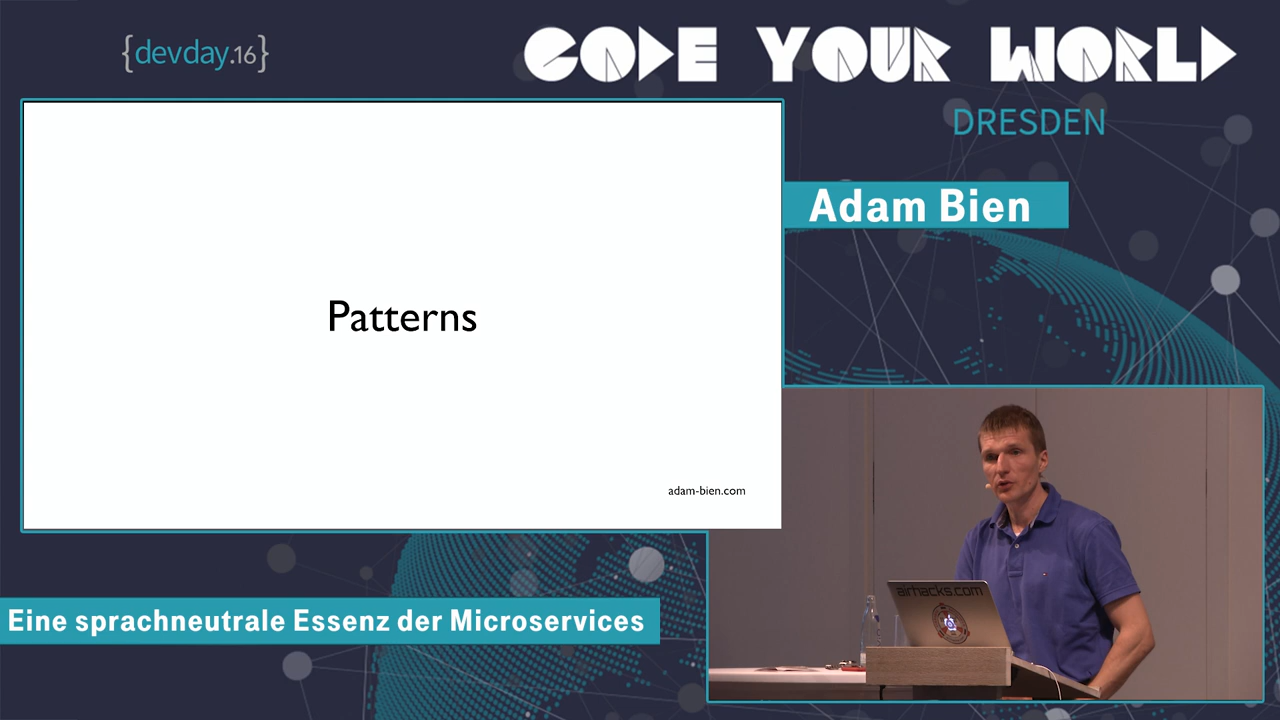 {devday.16}
CODE YOUR WORLD
DRESDEN
Adam Bien
Patterns
adam-bien.com
airhacks.com
Eine sprachneutrale Essenz der Microservices